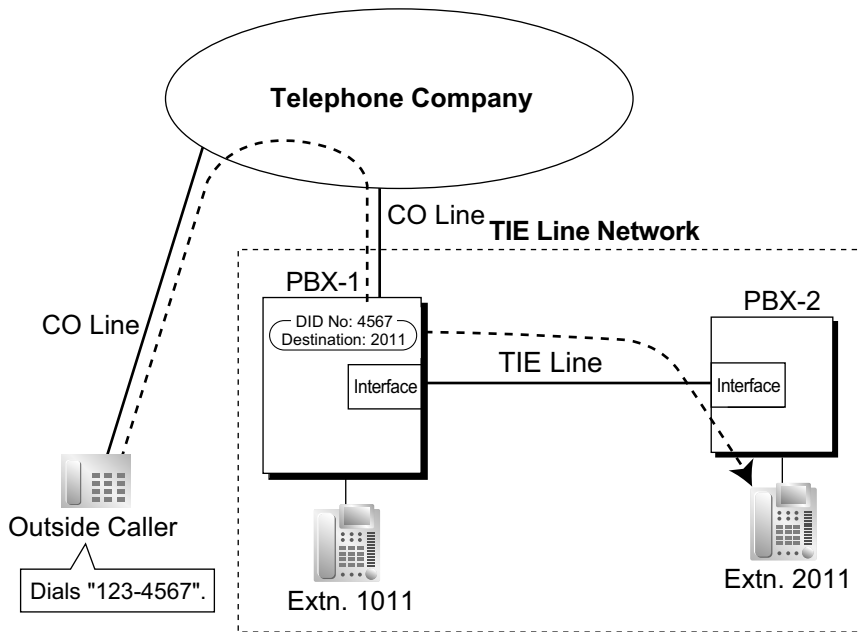 Telephone Company
CO Line
TIE Line Network
PBX-1
PBX-2
CO Line
DID No: 4567
Destination: 2011
TIE Line
Interface
Interface
Outside Caller
Dials "123-4567".
Extn. 1011
Extn. 2011